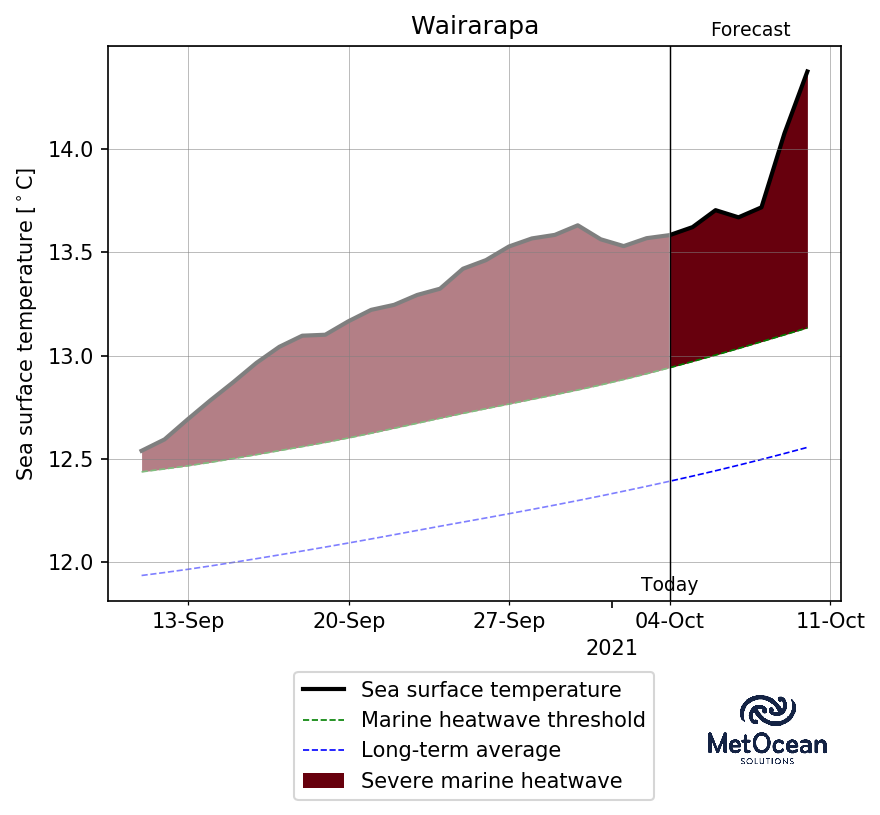 Wairarapa
Forecast
Sea surface temperature [°C]
14.0
13.5
13.0
12.5
12.0
Today
13-Sep
20-Sep
27-Sep
04-Oct
11-Oct
2021
Sea surface temperature
Marine heatwave threshold
Long-term average
Severe marine heatwave
MetOcean
SOLUTIONS